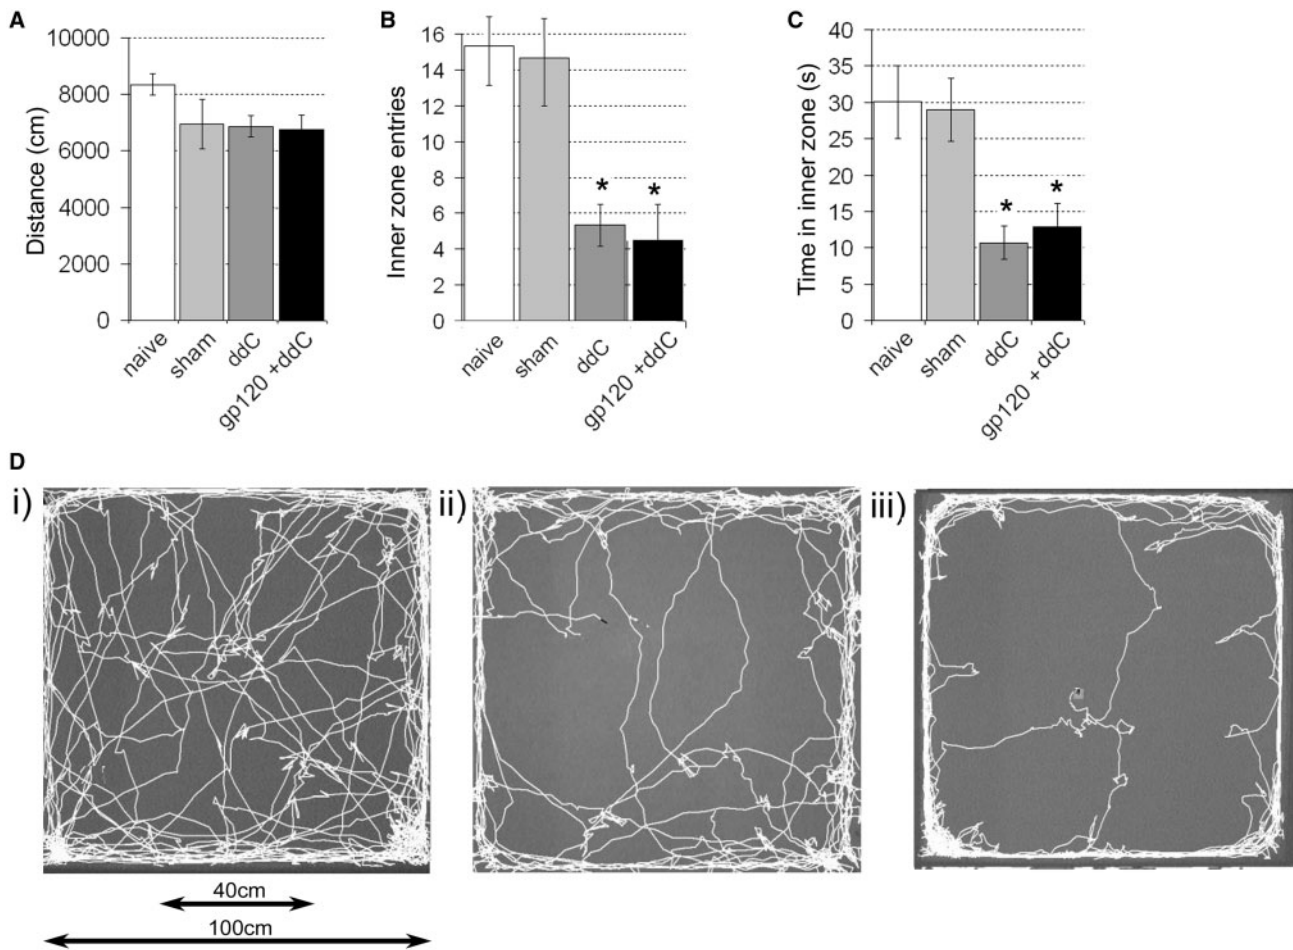 A
Distance (cm)
10000
8000
6000
4000
2000
0
naive
sham
ddC
gp120 +ddC
B
Inner zone entries
16
14
12
10
8
6
4
2
0
*
*
naive
sham
ddC
gp120 +ddC
C
Time in inner zone (s)
40
35
30
25
20
15
10
5
0
*
*
naive
sham
ddC
gp120 + ddC
D
i)
ii)
iii)
40cm
100cm